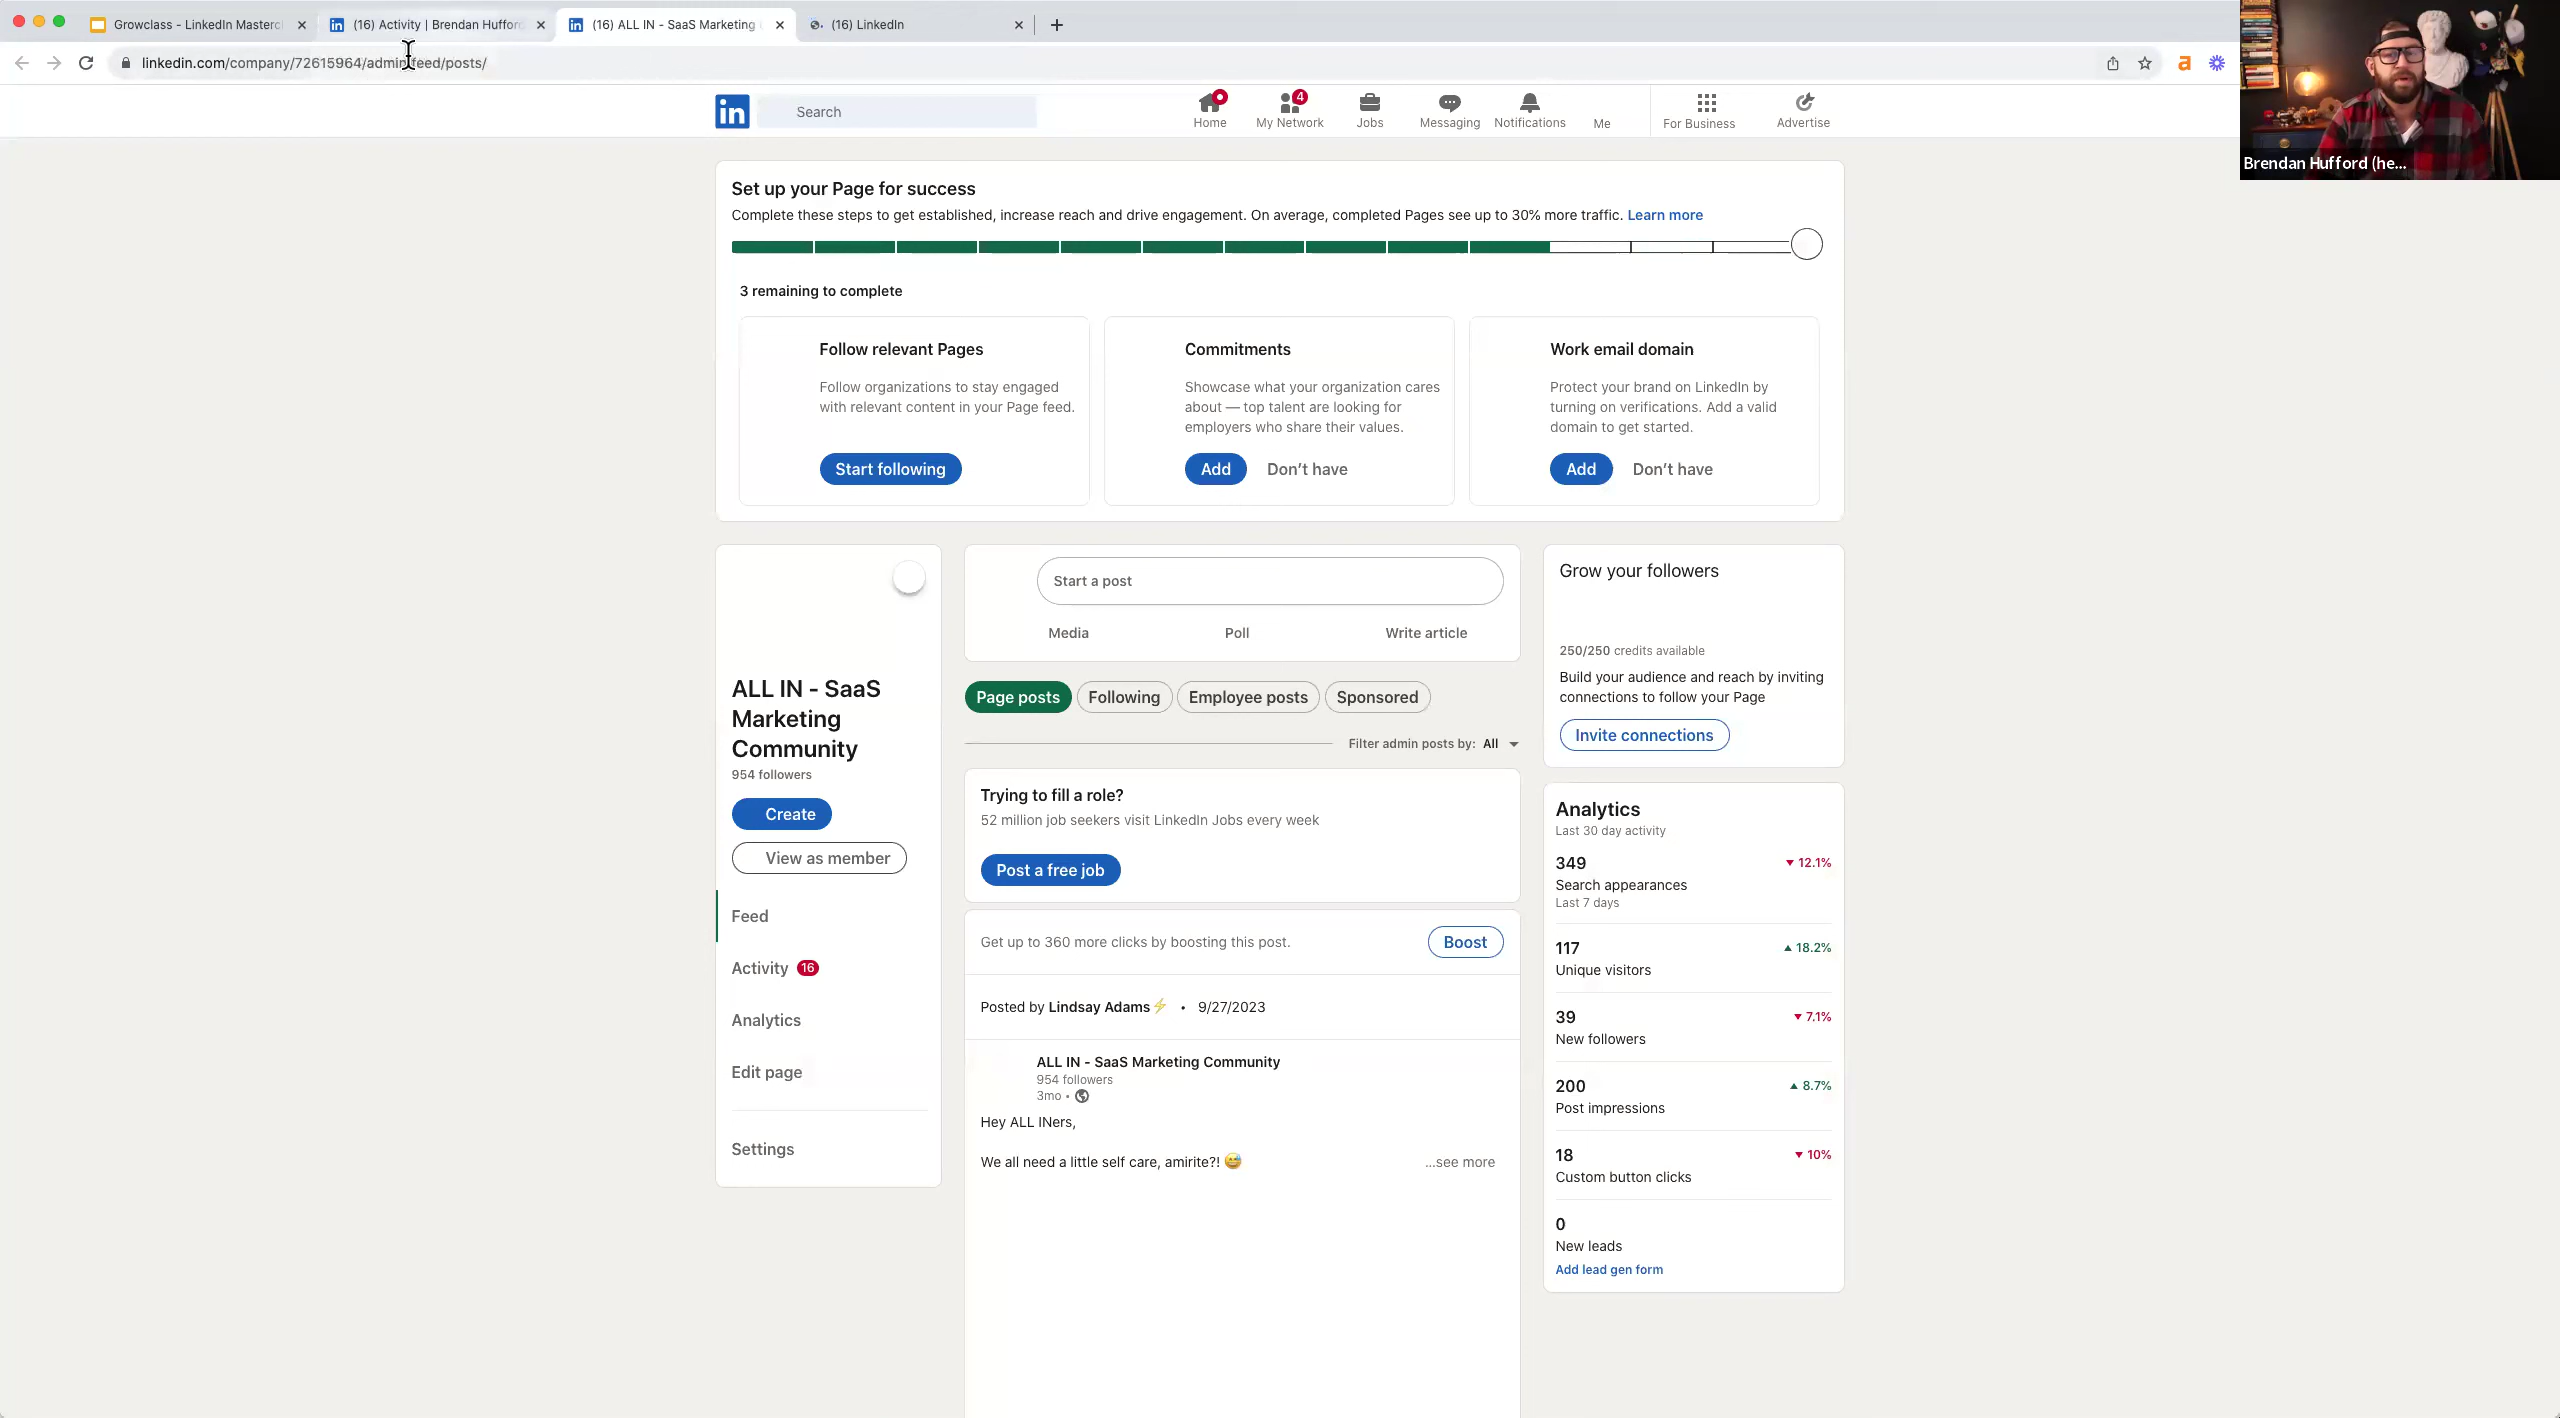 Growclass - LinkedIn Masterc
(16) Activity | Brendan Hufford
(16) ALL IN - SaaS Marketing
(16) LinkedIn
linkedin.com/company/72615964/admin/feed/posts/
Brendan Hufford (he...
in
Search
Home
4
My Network
Jobs
Messaging
Notifications
Me
For Business
Advertise
Set up your Page for success
Complete these steps to get established, increase reach and drive engagement. On average, completed Pages see up to 30% more traffic. Learn more
3 remaining to complete
Follow relevant Pages
Follow organizations to stay engaged
with relevant content in your Page feed.
Start following
Commitments
Showcase what your organization cares
about — top talent are looking for
employers who share their values.
Add
Don't have
Work email domain
Protect your brand on LinkedIn by
turning on verifications. Add a valid
domain to get started.
Add
Don't have
ALL IN - SaaS
Marketing
Community
954 followers
Create
View as member
Feed
Activity 16
Analytics
Edit page
Settings
Start a post
Media
Poll
Write article
Page posts
Following
Employee posts
Sponsored
Filter admin posts by: All
Trying to fill a role?
52 million job seekers visit LinkedIn Jobs every week
Post a free job
Get up to 360 more clicks by boosting this post.
Boost
Posted by Lindsay Adams⚡ • 9/27/2023
ALL IN - SaaS Marketing Community
954 followers
3mo •
Hey ALL INers,
We all need a little self care, amirite?! 😅
...see more
Grow your followers
250/250 credits available
Build your audience and reach by inviting
connections to follow your Page
Invite connections
Analytics
Last 30 day activity
349
▼ 12.1%
Search appearances
Last 7 days
117
▲ 18.2%
Unique visitors
39
▼ 7.1%
New followers
200
▲ 8.7%
Post impressions
18
▼ 10%
Custom button clicks
0
New leads
Add lead gen form